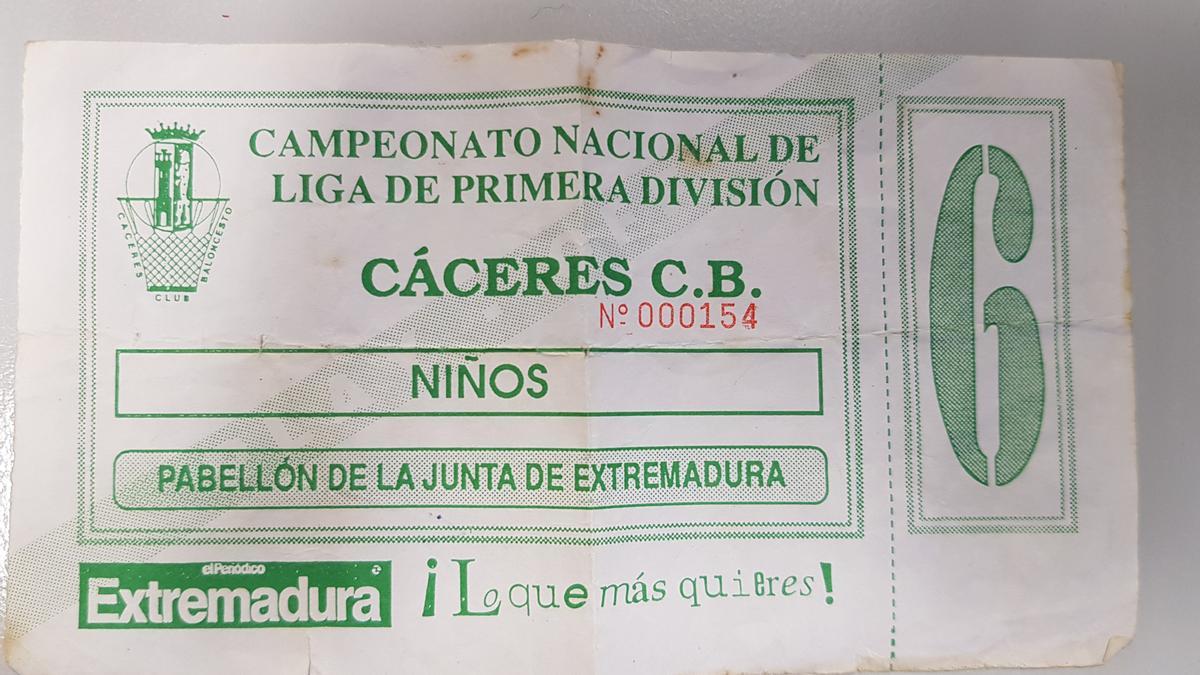 CAMPEONATO NACIONAL DE
LIGA DE PRIMERA DIVISIÓN
CACERES CLUB BALONCESTO
CÁCERES C.B.
Nº 000154
NIÑOS
PABELLÓN DE LA JUNTA DE EXTREMADURA
el Periódico
Extremadura
¡Lo que más quieres!
6